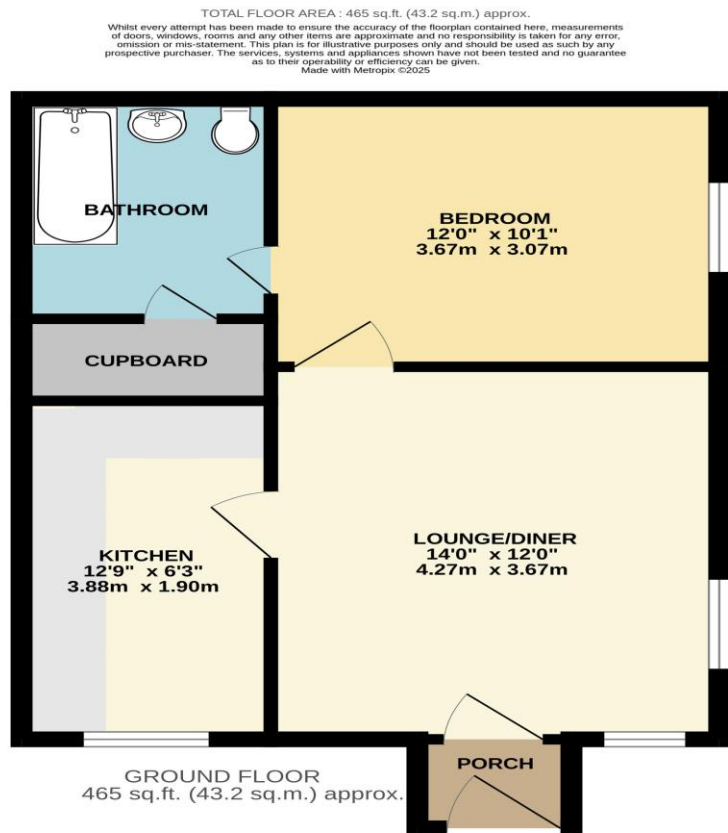 TOTAL FLOOR AREA : 465 sq.ft. (43.2 sq.m.) approx.
Whilst every attempt has been made to ensure the accuracy of the floorplan contained here, measurements
of doors, windows, rooms and any other items are approximate and no responsibility is taken for any error,
omission or mis-statement. This plan is for illustrative purposes only and should be used as such by any
prospective purchaser. The services, systems and appliances shown have not been tested and no guarantee
as to their operability or efficiency can be given.
Made with Metropix ©2025
BATHROOM
BEDROOM
12'0" x 10'1"
3.67m x 3.07m
CUPBOARD
KITCHEN
12'9" x 6'3"
3.88m x 1.90m
LOUNGE/DINER
14'0" x 12'0"
4.27m x 3.67m
PORCH
GROUND FLOOR
465 sq.ft. (43.2 sq.m.) approx.